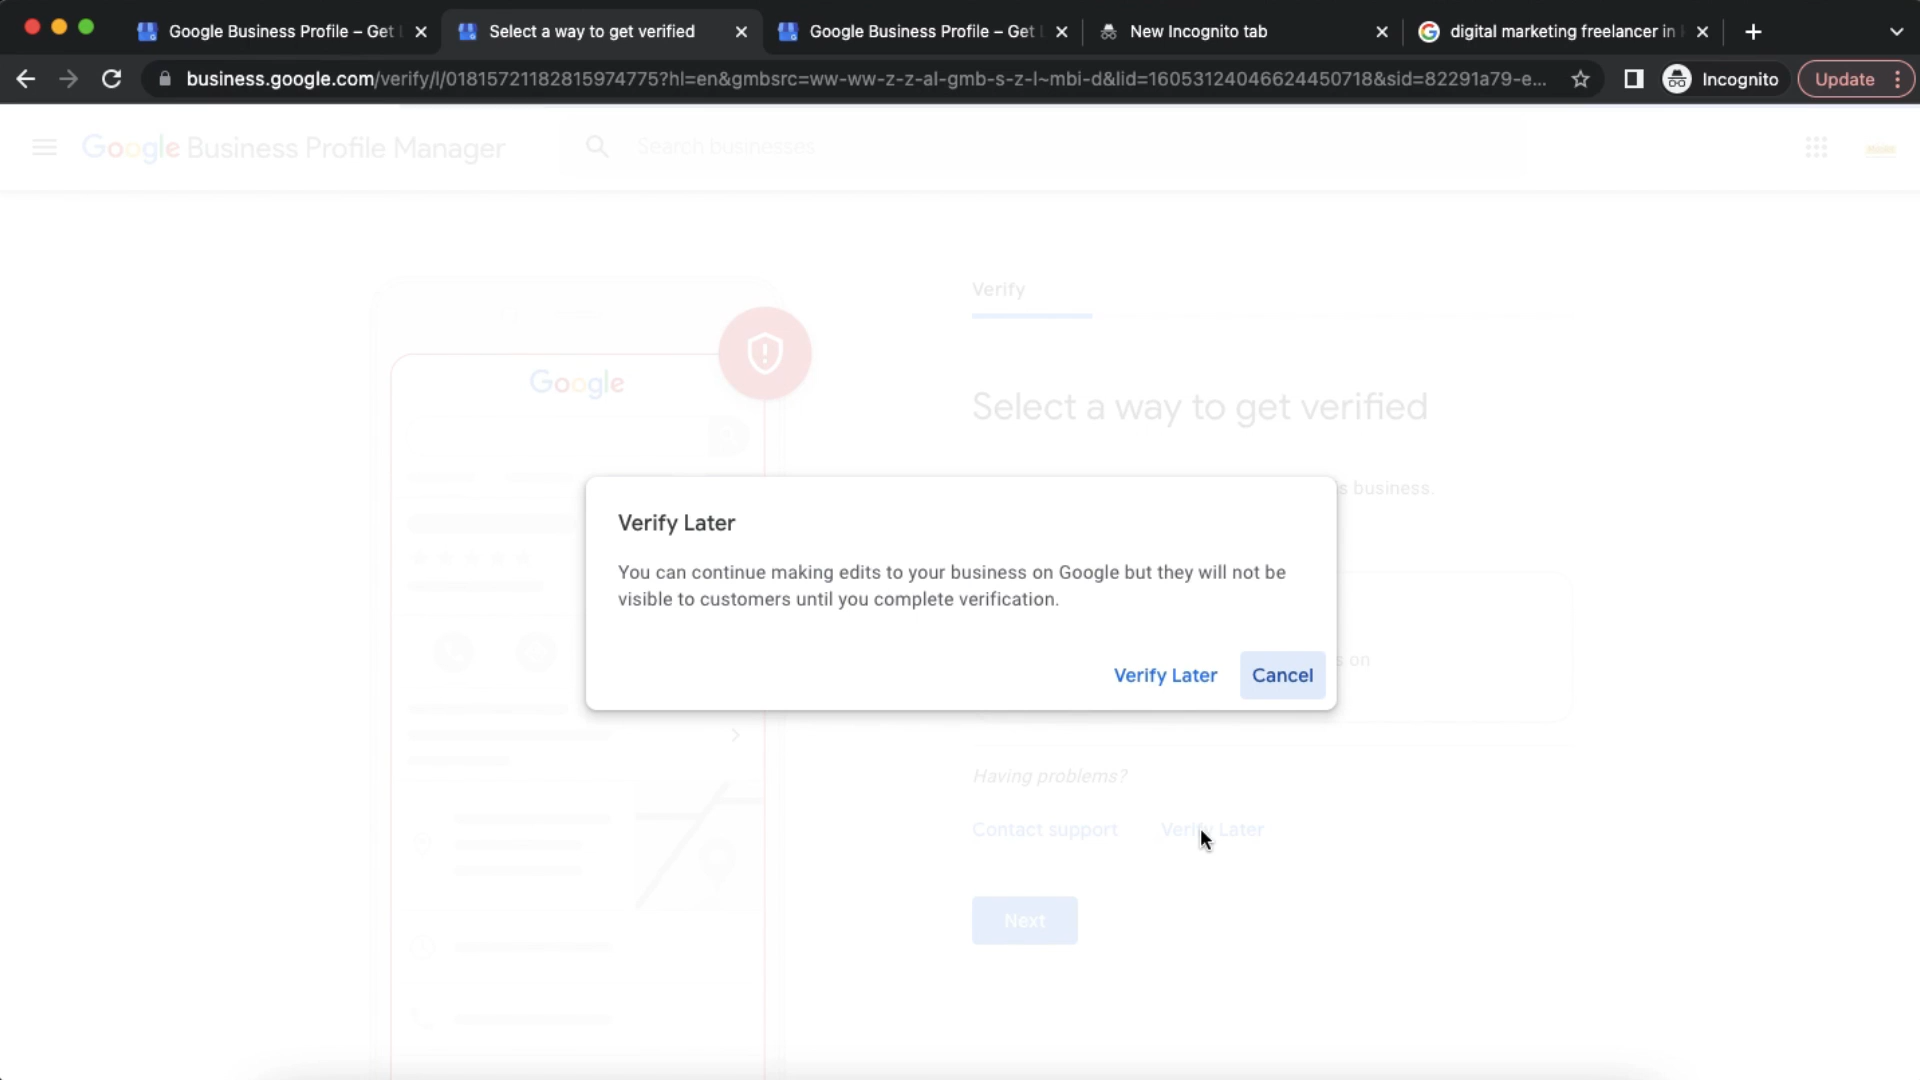 Google Business Profile – Get
Select a way to get verified
Google Business Profile – Get
New Incognito tab
digital marketing freelancer in
business.google.com/verify/l/01815721182815974775?hl=en&gmbsrc=ww-ww-z-z-al-gmb-s-z-l~mbi-d&lid=16053124046624450718&sid=82291a79-e...
Incognito
Update
Google Business Profile Manager
Search businesses
Verify
Google
Select a way to get verified
s business.
Verify Later
You can continue making edits to your business on Google but they will not be
visible to customers until you complete verification.
s on
Verify Later
Cancel
Having problems?
Contact support
Verify Later
Next